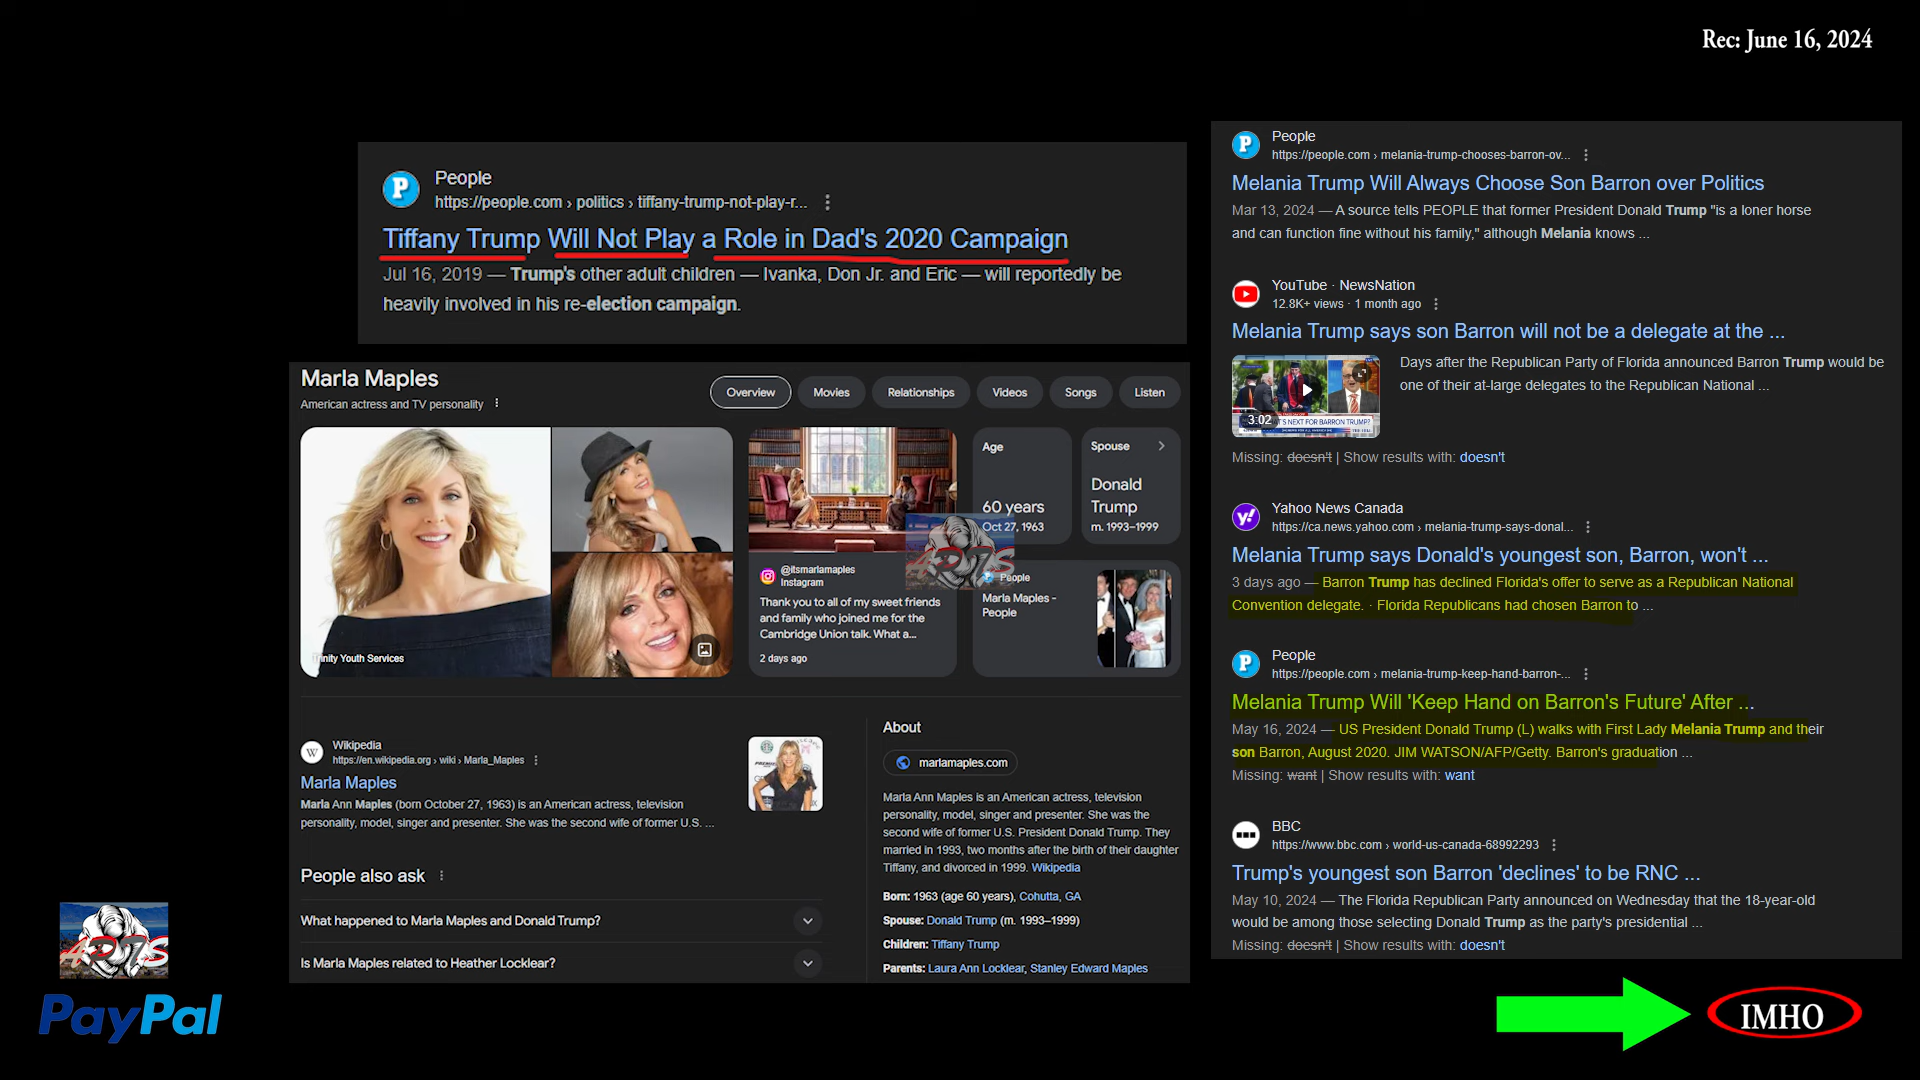 Rec: June 16, 2024
People
https://people.com › politics › tiffany-trump-not-play-r...
Tiffany Trump Will Not Play a Role in Dad's 2020 Campaign
Jul 16, 2019 — Trump's other adult children — Ivanka, Don Jr. and Eric — will reportedly be
heavily involved in his re-election campaign.
Marla Maples
American actress and TV personality
Overview
Movies
Relationships
Videos
Songs
Listen
Trinity Youth Services
@itsmarlamaples
Instagram
Thank you to all of my sweet friends
and family who joined me for the
Cambridge Union talk. What a...
2 days ago
Age
60 years
Oct 27, 1963
Spouse
Donald
Trump
m. 1993–1999
People
Marla Maples -
People
Wikipedia
https://en.wikipedia.org › wiki › Marla_Maples
Marla Maples
Marla Ann Maples (born October 27, 1963) is an American actress, television
personality, model, singer and presenter. She was the second wife of former U.S. ...
People also ask
What happened to Marla Maples and Donald Trump?
Is Marla Maples related to Heather Locklear?
About
marlamaples.com
Marla Ann Maples is an American actress, television
personality, model, singer and presenter. She was the
second wife of former U.S. President Donald Trump. They
married in 1993, two months after the birth of their daughter
Tiffany, and divorced in 1999. Wikipedia
Born: 1963 (age 60 years), Cohutta, GA
Spouse: Donald Trump (m. 1993–1999)
Children: Tiffany Trump
Parents: Laura Ann Locklear, Stanley Edward Maples
People
https://people.com › melania-trump-chooses-barron-ov...
Melania Trump Will Always Choose Son Barron over Politics
Mar 13, 2024 — A source tells PEOPLE that former President Donald Trump "is a loner horse
and can function fine without his family," although Melania knows ...
YouTube · NewsNation
12.8K+ views · 1 month ago
Melania Trump says son Barron will not be a delegate at the ...
3:02
T'S NEXT FOR BARRON TRUMP?
Days after the Republican Party of Florida announced Barron Trump would be
one of their at-large delegates to the Republican National ...
Missing: doesn't | Show results with: doesn't
Yahoo News Canada
https://ca.news.yahoo.com › melania-trump-says-donal...
Melania Trump says Donald's youngest son, Barron, won't ...
3 days ago — Barron Trump has declined Florida's offer to serve as a Republican National
Convention delegate. · Florida Republicans had chosen Barron to ...
People
https://people.com › melania-trump-keep-hand-barron-...
Melania Trump Will 'Keep Hand on Barron's Future' After ...
May 16, 2024 — US President Donald Trump (L) walks with First Lady Melania Trump and their
son Barron, August 2020. JIM WATSON/AFP/Getty. Barron's graduation ...
Missing: want | Show results with: want
BBC
https://www.bbc.com › world-us-canada-68992293
Trump's youngest son Barron 'declines' to be RNC ...
May 10, 2024 — The Florida Republican Party announced on Wednesday that the 18-year-old
would be among those selecting Donald Trump as the party's presidential ...
Missing: doesn't | Show results with: doesn't
PayPal
IMHO